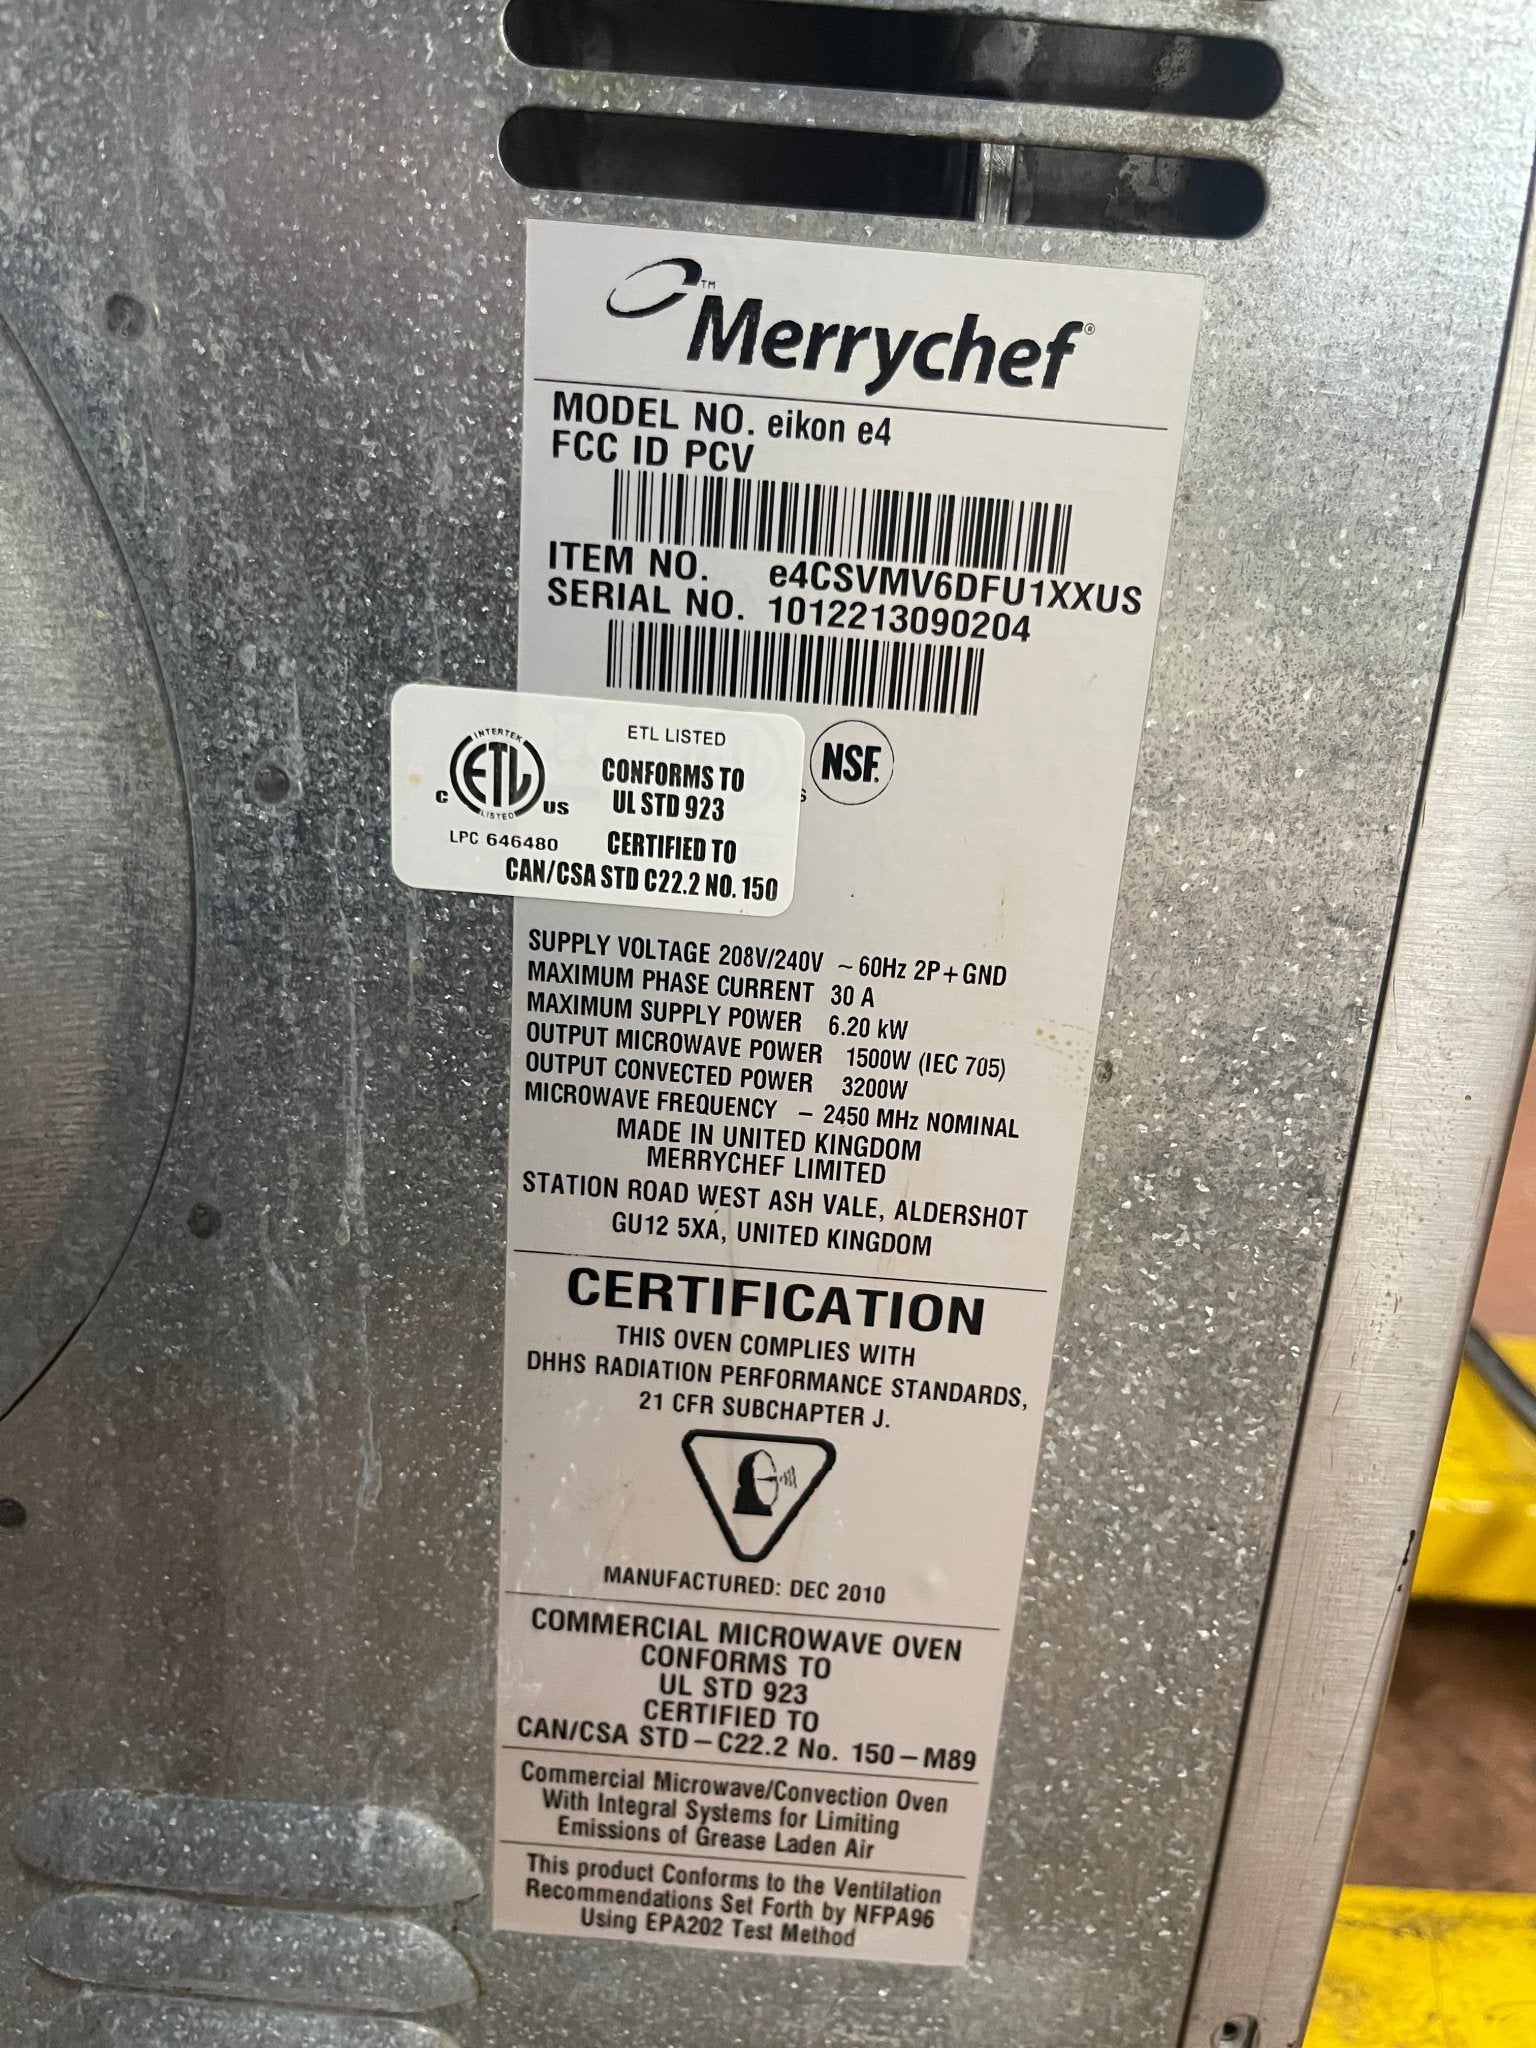 ™
Merrychef®
MODEL NO. eikon e4
FCC ID PCV
ITEM NO. e4CSVMV6DFU1XXUS
SERIAL NO. 1012213090204
INTERTEK
ETL
LISTED
C US
LPC 646480
ETL LISTED
CONFORMS TO
UL STD 923
CERTIFIED TO
CAN/CSA STD C22.2 NO. 150
S
NSF.
SUPPLY VOLTAGE 208V/240V ~ 60Hz 2P+GND
MAXIMUM PHASE CURRENT 30 A
MAXIMUM SUPPLY POWER 6.20 kW
OUTPUT MICROWAVE POWER 1500W (IEC 705)
OUTPUT CONVECTED POWER 3200W
MICROWAVE FREQUENCY – 2450 MHz NOMINAL
MADE IN UNITED KINGDOM
MERRYCHEF LIMITED
STATION ROAD WEST ASH VALE, ALDERSHOT
GU12 5XA, UNITED KINGDOM
CERTIFICATION
THIS OVEN COMPLIES WITH
DHHS RADIATION PERFORMANCE STANDARDS,
21 CFR SUBCHAPTER J.
MANUFACTURED: DEC 2010
COMMERCIAL MICROWAVE OVEN
CONFORMS TO
UL STD 923
CERTIFIED TO
CAN/CSA STD – C22.2 No. 150 – M89
Commercial Microwave/Convection Oven
With Integral Systems for Limiting
Emissions of Grease Laden Air
This product Conforms to the Ventilation
Recommendations Set Forth by NFPA96
Using EPA202 Test Method